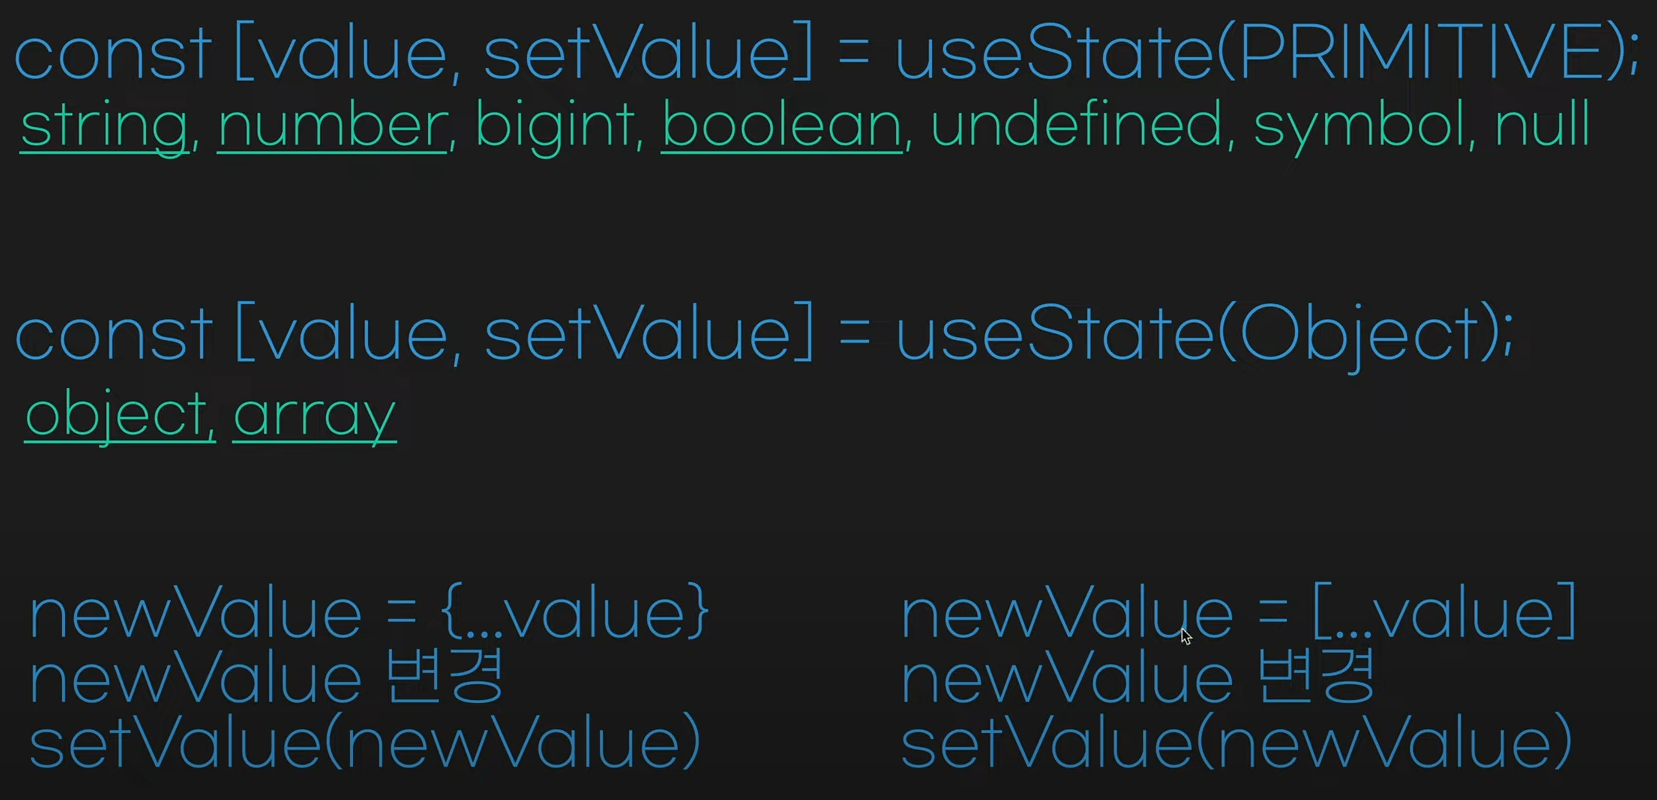 const [value, setValue] = useState(PRIMITIVE);
string, number, bigint, boolean, undefined, symbol, null
const [value, setValue] = useState(Object);
object, array
newValue = {...value}
newValue 변경
setValue(newValue)
newValue = [...value]
newValue 변경
setValue(newValue)